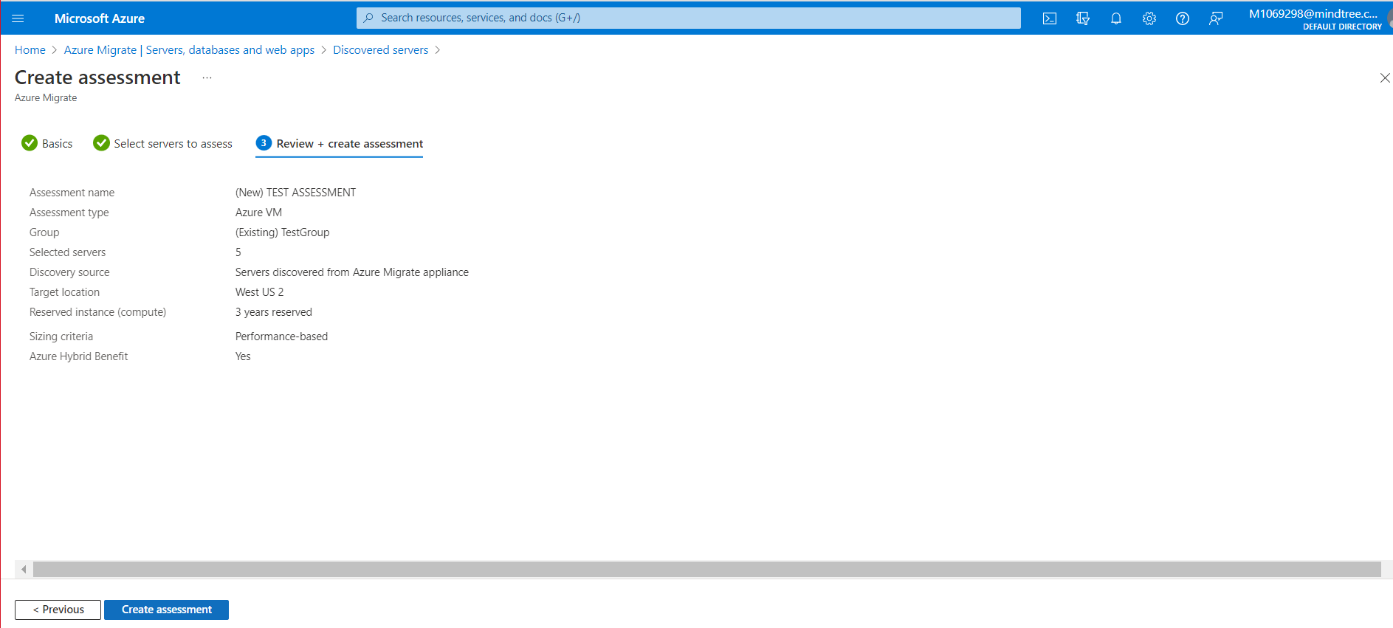 Microsoft Azure
Search resources, services, and docs (G+/)
M1069298@mindtree.c...
DEFAULT DIRECTORY
Home > Azure Migrate | Servers, databases and web apps > Discovered servers >
Create assessment ...
Azure Migrate
Basics
Select servers to assess
3 Review + create assessment
Assessment name (New) TEST ASSESSMENT
Assessment type Azure VM
Group (Existing) TestGroup
Selected servers 5
Discovery source Servers discovered from Azure Migrate appliance
Target location West US 2
Reserved instance (compute) 3 years reserved
Sizing criteria Performance-based
Azure Hybrid Benefit Yes
< Previous Create assessment